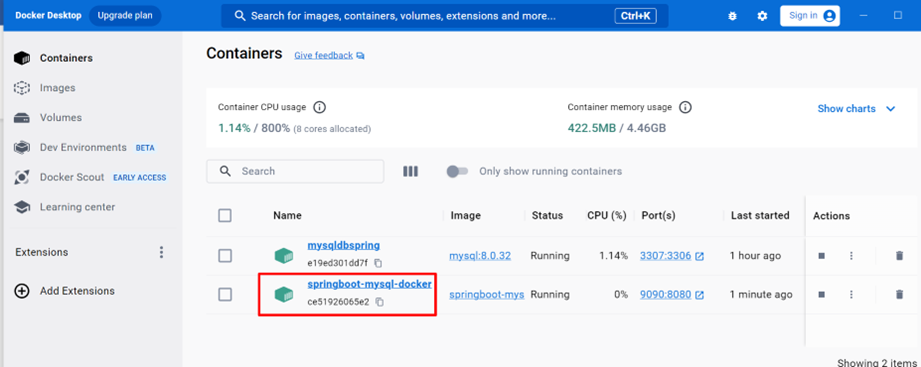 Docker Desktop Upgrade plan Search for images, containers, volumes, extensions and more... Ctrl+K Sign in
Containers
Images
Volumes
Dev Environments BETA
Docker Scout EARLY ACCESS
Learning center
Extensions
Add Extensions
Containers Give feedback
Container CPU usage Container memory usage Show charts
1.14% / 800% (8 cores allocated) 422.5MB / 4.46GB
Search Only show running containers
Name Image Status CPU (%) Port(s) Last started Actions
mysqldbspring mysql:8.0.32 Running 1.14% 3307:3306 1 hour ago
e19ed301dd7f
springboot-mysql-docker springboot-mys Running 0% 9090:8080 1 minute ago
ce51926065e2
Showing 2 items